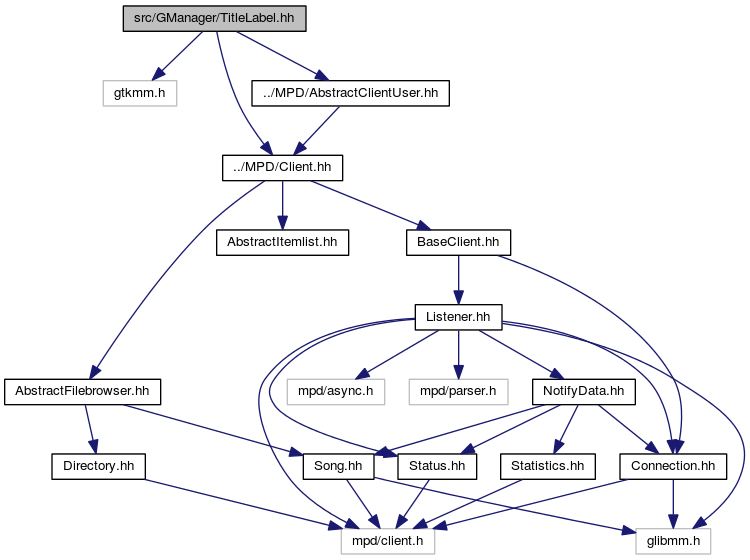 src/GManager/TitleLabel.hh
gtkmm.h
../MPD/AbstractClientUser.hh
../MPD/Client.hh
AbstractItemlist.hh
BaseClient.hh
Listener.hh
AbstractFilebrowser.hh
mpd/async.h
mpd/parser.h
NotifyData.hh
Directory.hh
Song.hh
Status.hh
Statistics.hh
Connection.hh
mpd/client.h
glibmm.h